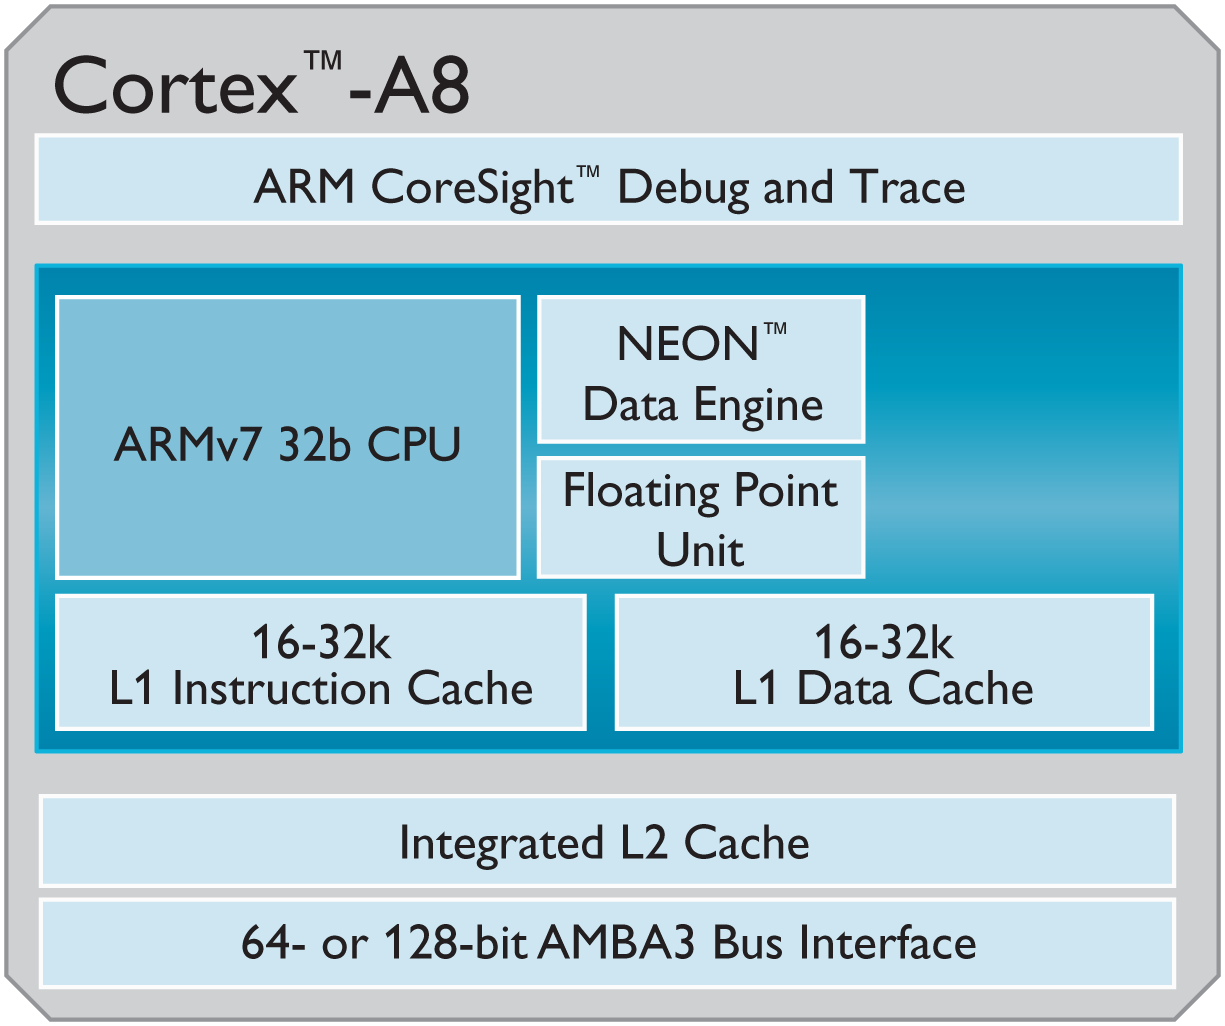 Cortex™-A8
ARM CoreSight™ Debug and Trace
ARMv7 32b CPU
NEON™
Data Engine
Floating Point
Unit
16-32k
L1 Instruction Cache
16-32k
L1 Data Cache
Integrated L2 Cache
64- or 128-bit AMBA3 Bus Interface